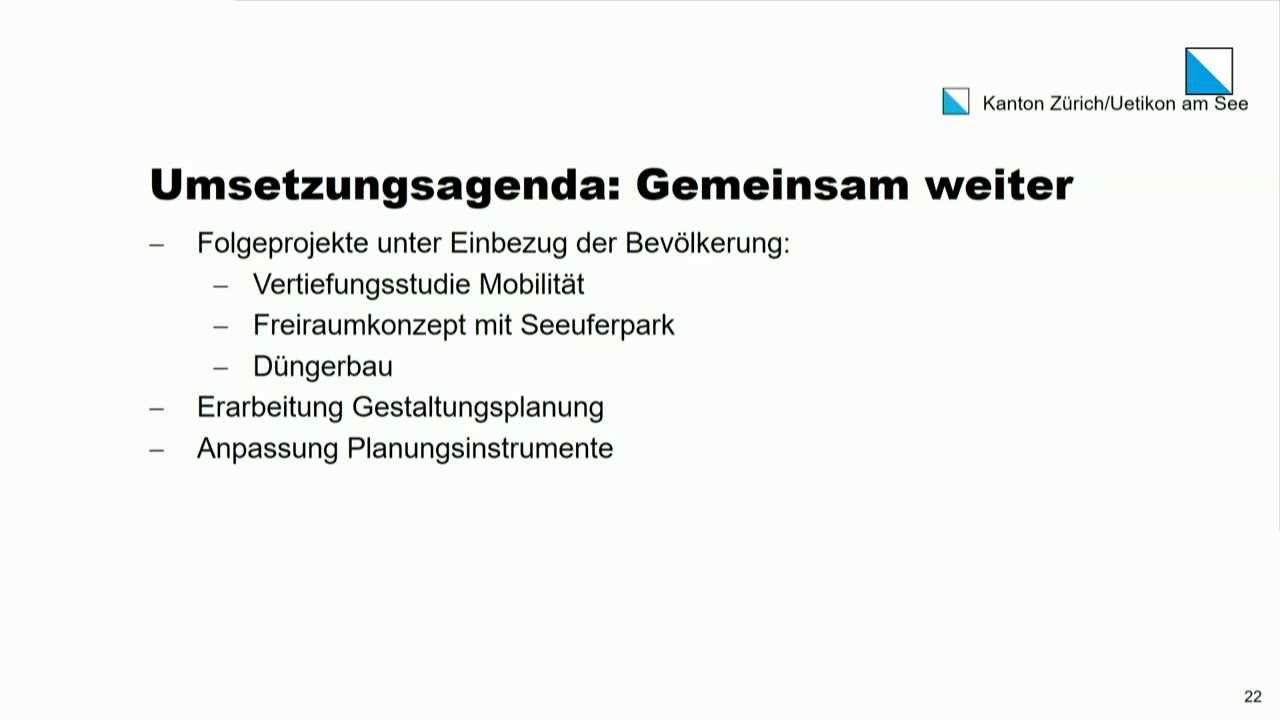 Kanton Zürich/Uetikon am See
Umsetzungsagenda: Gemeinsam weiter
– Folgeprojekte unter Einbezug der Bevölkerung:
– Vertiefungsstudie Mobilität
– Freiraumkonzept mit Seeuferpark
– Düngerbau
– Erarbeitung Gestaltungsplanung
– Anpassung Planungsinstrumente
22